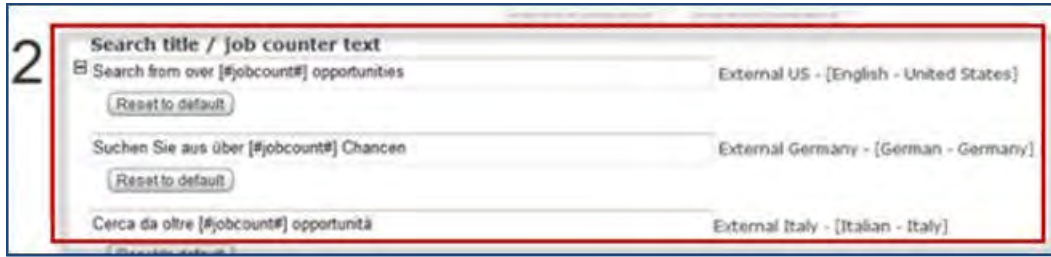 2
Search title / job counter text
Search from over [#jobcount#] opportunities External US - [English - United States]
Reset to default
Suchen Sie aus über [#jobcount#] Chancen External Germany - [German - Germany]
Reset to default
Cerca da oltre [#jobcount#] opportunità External Italy - [Italian - Italy]